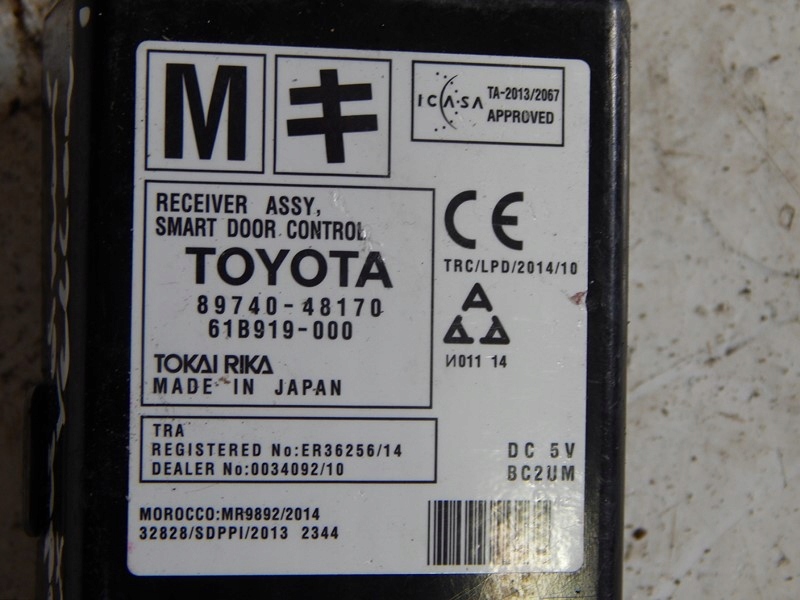 M キ
ICASA TA-2013/2067
APPROVED
RECEIVER ASSY,
SMART DOOR CONTROL
TOYOTA
89740-48170
61B919-000
TOKAI RIKA
MADE IN JAPAN
CE
TRC/LPD/2014/10
И011 14
TRA
REGISTERED No:ER36256/14
DEALER No:0034092/10
DC 5V
BC2UM
MOROCCO:MR9892/2014
32828/SDPPI/2013 2344